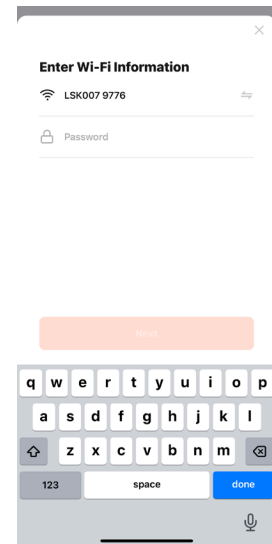 Enter Wi-Fi Information
LSK007 9776
Password
Next
q w e r t y u i o p
a s d f g h j k l
z x c v b n m
123 space done